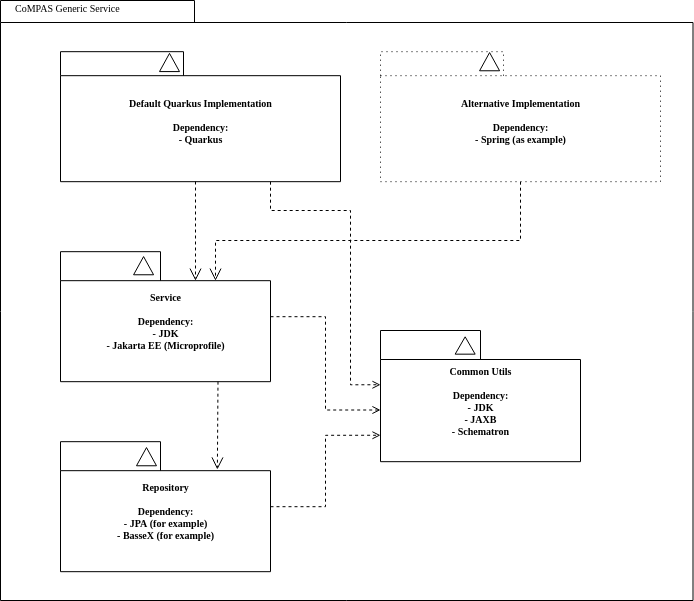 CoMPAS Generic Service
Default Quarkus Implementation
Dependency:
- Quarkus
Alternative Implementation
Dependency:
- Spring (as example)
Service
Dependency:
- JDK
- Jakarta EE (Microprofile)
Common Utils
Dependency:
- JDK
- JAXB
- Schematron
Repository
Dependency:
- JPA (for example)
- BasseX (for example)